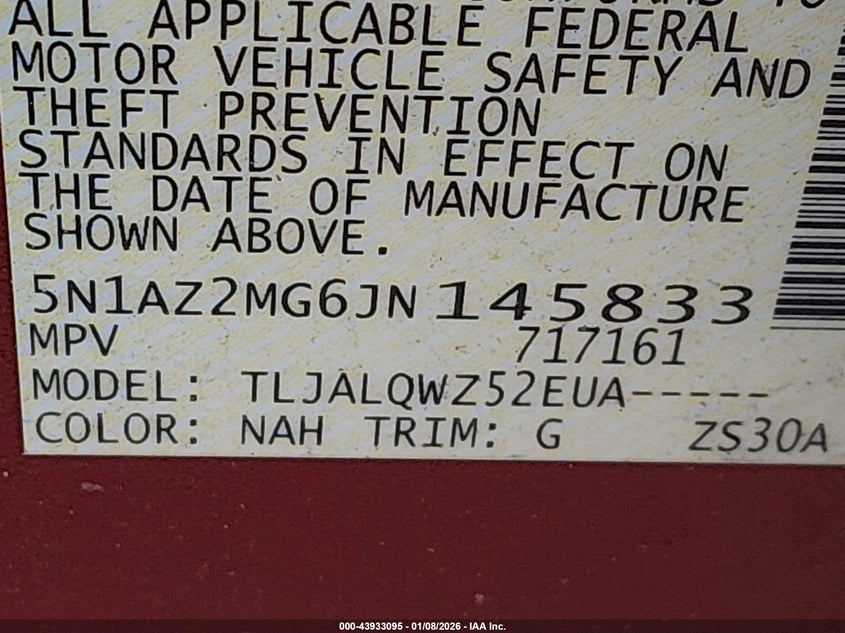 ALL APPLICABLE FEDERAL
MOTOR VEHICLE SAFETY AND
THEFT PREVENTION
STANDARDS IN EFFECT ON
THE DATE OF MANUFACTURE
SHOWN ABOVE.
5N1AZ2MG6JN145833
MPV 717161
MODEL: TLJALQWZ52EUA-----
COLOR: NAH TRIM: G ZS30A
000-43933095 - 01/08/2026 - IAA Inc.